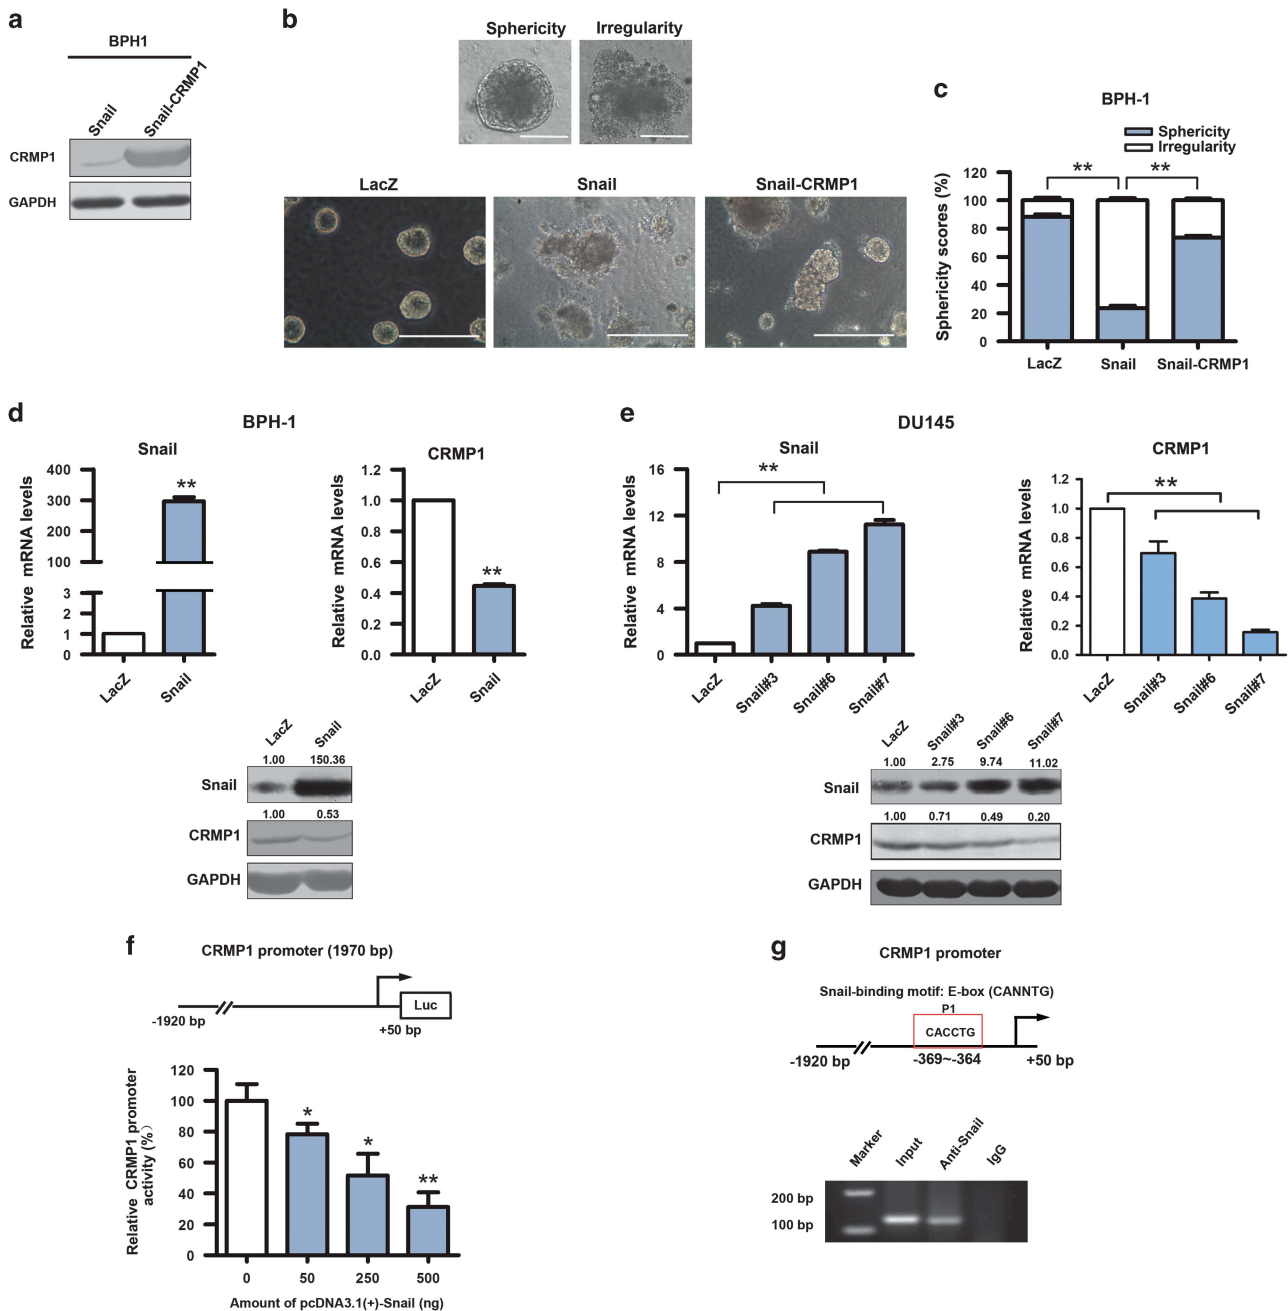 a
BPH1
Snail
Snail-CRMP1
CRMP1
GAPDH
b
Sphericity
Irregularity
LacZ
Snail
Snail-CRMP1
c
BPH-1
Sphericity
Irregularity
Sphericity scores (%)
120
100
80
60
40
20
0
**
**
LacZ
Snail
Snail-CRMP1
d
BPH-1
Snail
Relative mRNA levels
400
300
200
100
3
2
1
0
**
LacZ
Snail
CRMP1
Relative mRNA levels
1.2
1.0
0.8
0.6
0.4
0.2
0.0
**
LacZ
Snail
LacZ
Snail
1.00 150.36
Snail
1.00 0.53
CRMP1
GAPDH
e
DU145
Snail
Relative mRNA levels
16
12
8
4
0
**
LacZ
Snail#3
Snail#6
Snail#7
CRMP1
Relative mRNA levels
1.2
1.0
0.8
0.6
0.4
0.2
0.0
**
LacZ
Snail#3
Snail#6
Snail#7
LacZ
Snail#3
Snail#6
Snail#7
1.00 2.75 9.74 11.02
Snail
1.00 0.71 0.49 0.20
CRMP1
GAPDH
f
CRMP1 promoter (1970 bp)
Luc
-1920 bp
+50 bp
Relative CRMP1 promoter
activity (%)
120
100
80
60
40
20
0
*
*
**
0 50 250 500
Amount of pcDNA3.1(+)-Snail (ng)
g
CRMP1 promoter
Snail-binding motif: E-box (CANNTG)
P1
CACCTG
-1920 bp
-369~-364
+50 bp
Marker
Input
Anti-Snail
IgG
200 bp
100 bp